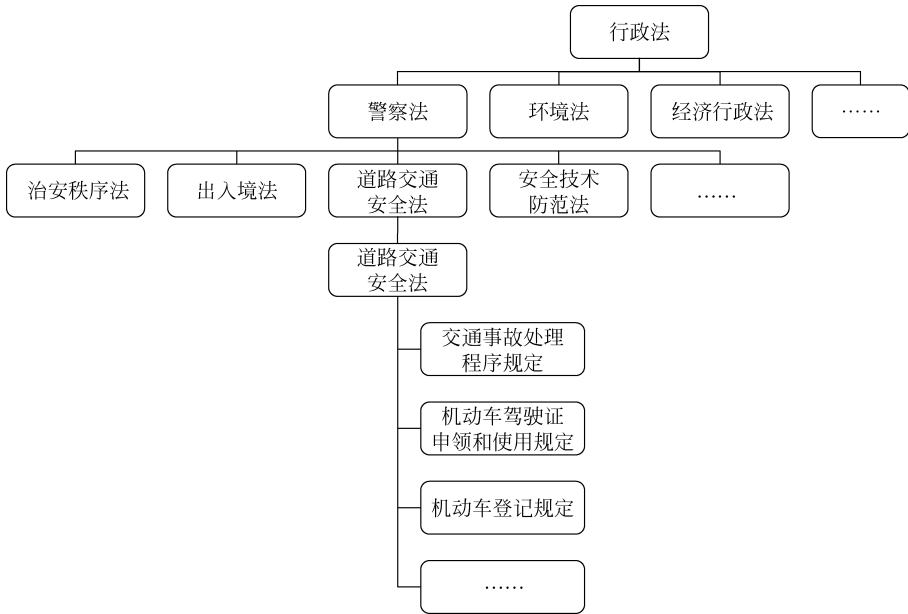 行政法
警察法
环境法
经济行政法
……
治安秩序法
出入境法
道路交通
安全法
安全技术
防范法
……
道路交通
安全法
交通事故处理
程序规定
机动车驾驶证
申领和使用规定
机动车登记规定
……